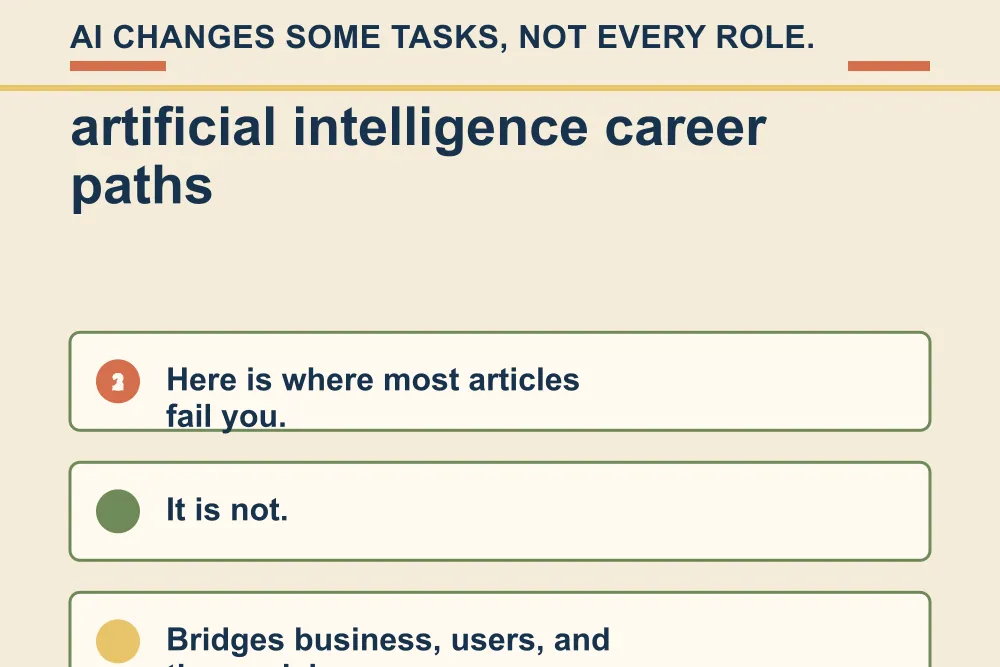 AI CHANGES SOME TASKS, NOT EVERY ROLE.
artificial intelligence career
paths
Here is where most articles
fail you.
It is not.
Bridges business, users, and